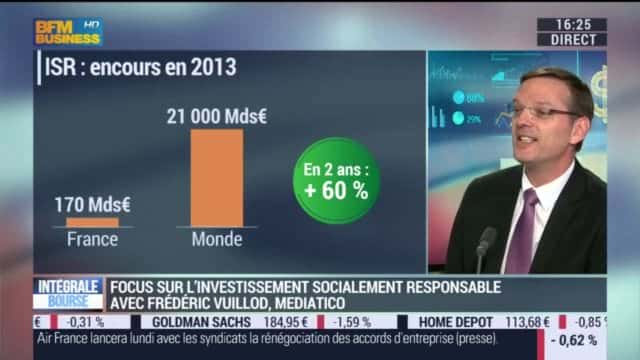 BFM HD
BUSINESS
16:25
DIRECT
ISR : encours en 2013
21 000 Mds€
170 Mds€
France
Monde
En 2 ans :
+ 60 %
88%
29%
INTÉGRALE
BOURSE
FOCUS SUR L'INVESTISSEMENT SOCIALEMENT RESPONSABLE
AVEC FRÉDÉRIC VUILLOD, MEDIATICO
-0,31% GOLDMAN SACHS 184,95 € -1,59% HOME DEPOT 113,68 € -0,85
Air France lancera lundi avec les syndicats la rénégociation des accords d'entreprise (presse).
- 0,62 %